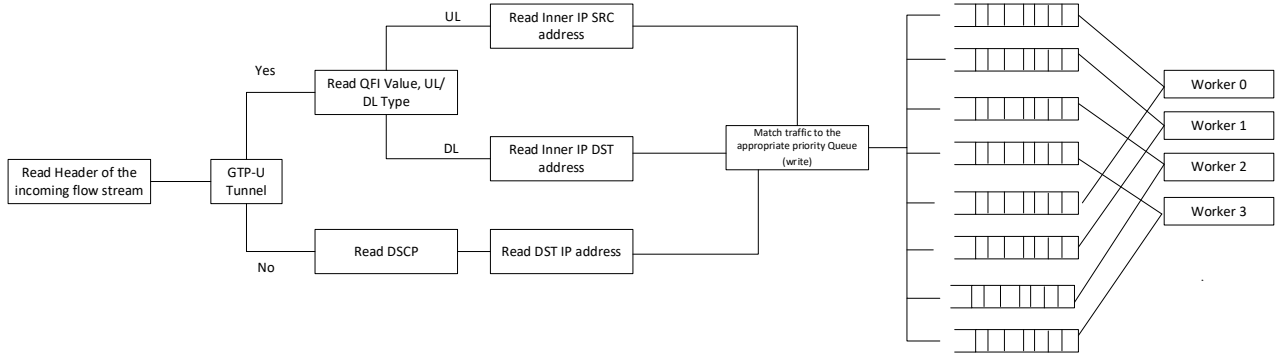 Read Header of the
incoming flow stream
GTP-U
Tunnel
Yes
No
Read QFI Value, UL/
DL Type
UL
DL
Read Inner IP SRC
address
Read Inner IP DST
address
Read DSCP
Read DST IP address
Match traffic to the
appropriate priority Queue
(write)
Worker 0
Worker 1
Worker 2
Worker 3